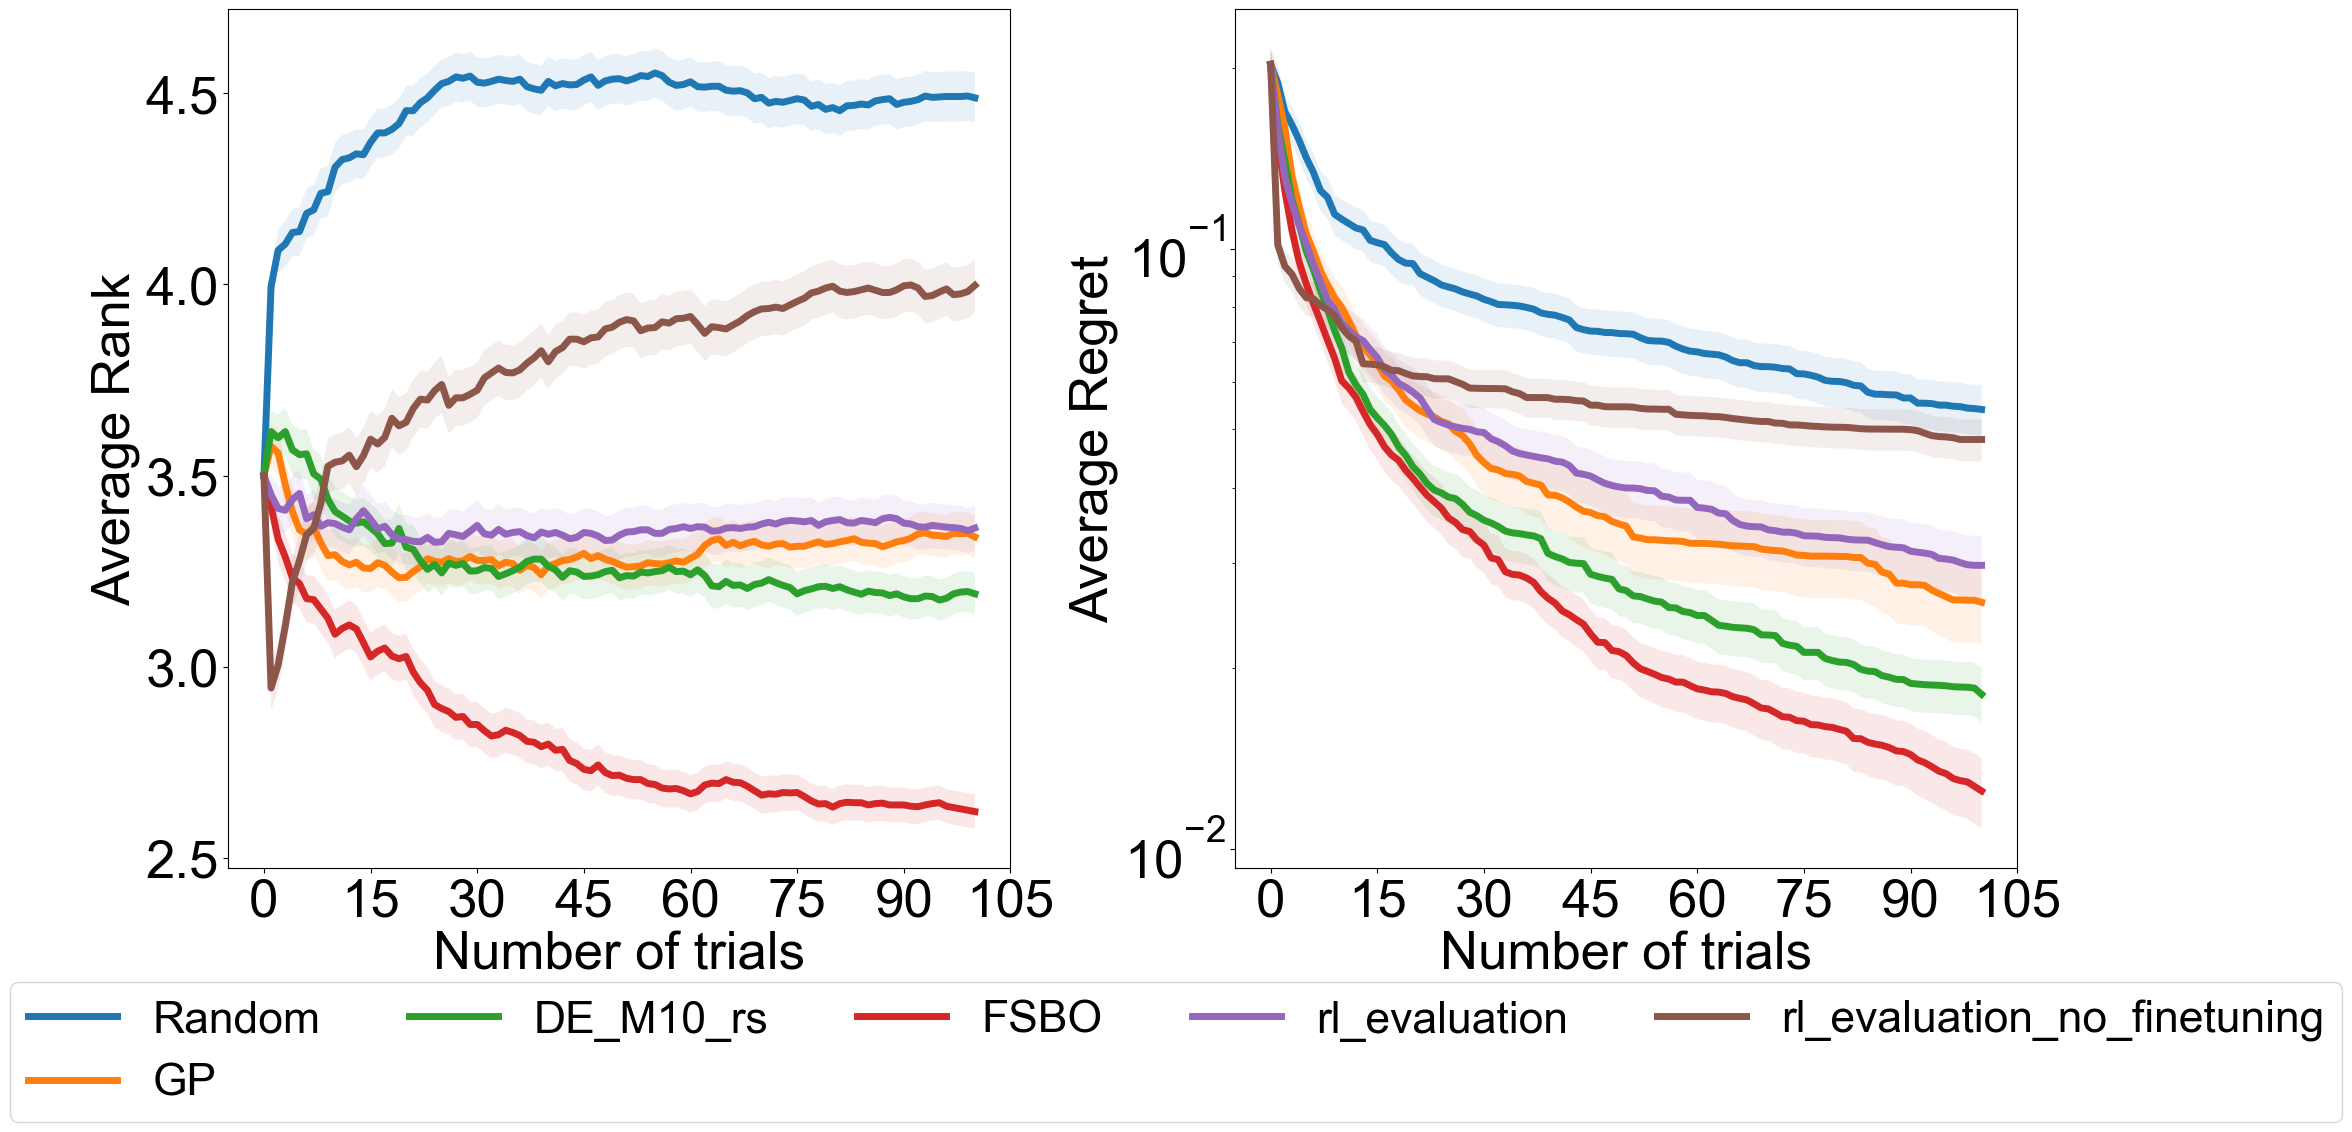 Average Rank
4.5
4.0
3.5
3.0
2.5
0 15 30 45 60 75 90 105
Number of trials
Average Regret
10−1
10−2
0 15 30 45 60 75 90 105
Number of trials
Random DE_M10_rs FSBO rl_evaluation rl_evaluation_no_finetuning
GP